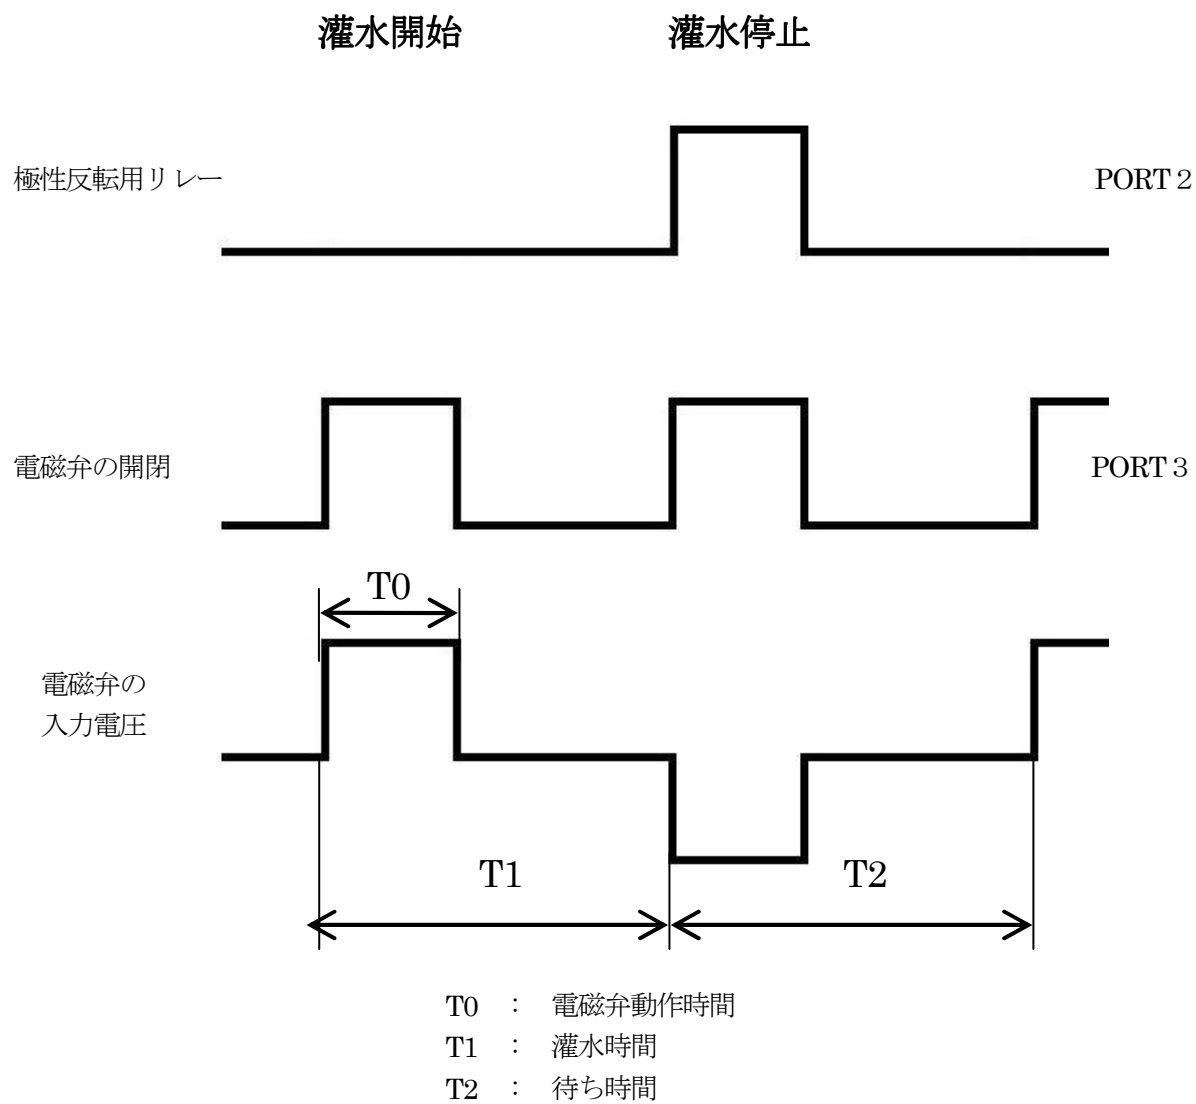 灌水開始 灌水停止
極性反転用リレー PORT２
電磁弁の開閉 PORT３
T0
電磁弁の
入力電圧
T1 T2
T0 ： 電磁弁動作時間
T1 ： 灌水時間
T2 ： 待ち時間